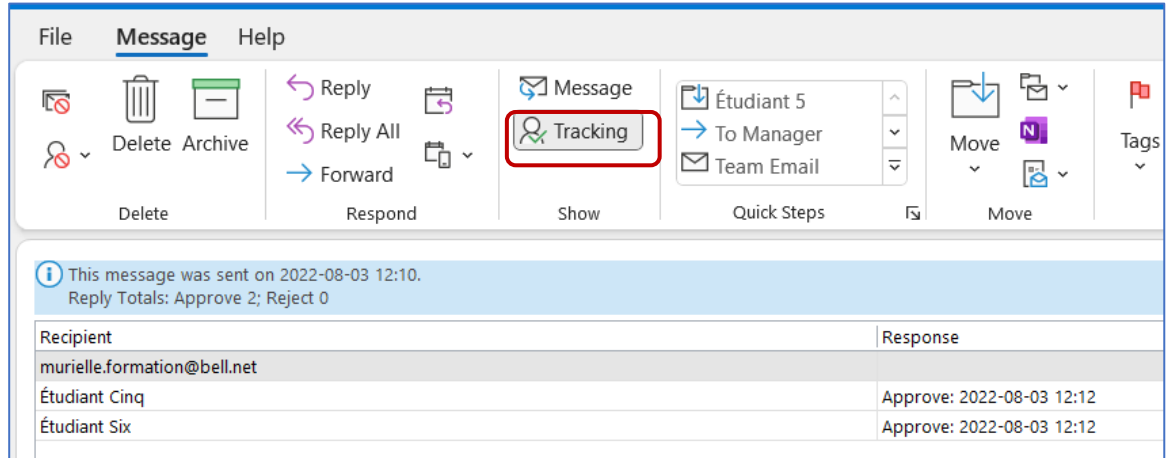 File Message Help
Reply Message Étudiant 5
Delete Archive Reply All Tracking To Manager Move Tags
Forward Team Email
Delete Respond Show Quick Steps Move
This message was sent on 2022-08-03 12:10.
Reply Totals: Approve 2; Reject 0
Recipient Response
murielle.formation@bell.net
Étudiant Cinq Approve: 2022-08-03 12:12
Étudiant Six Approve: 2022-08-03 12:12